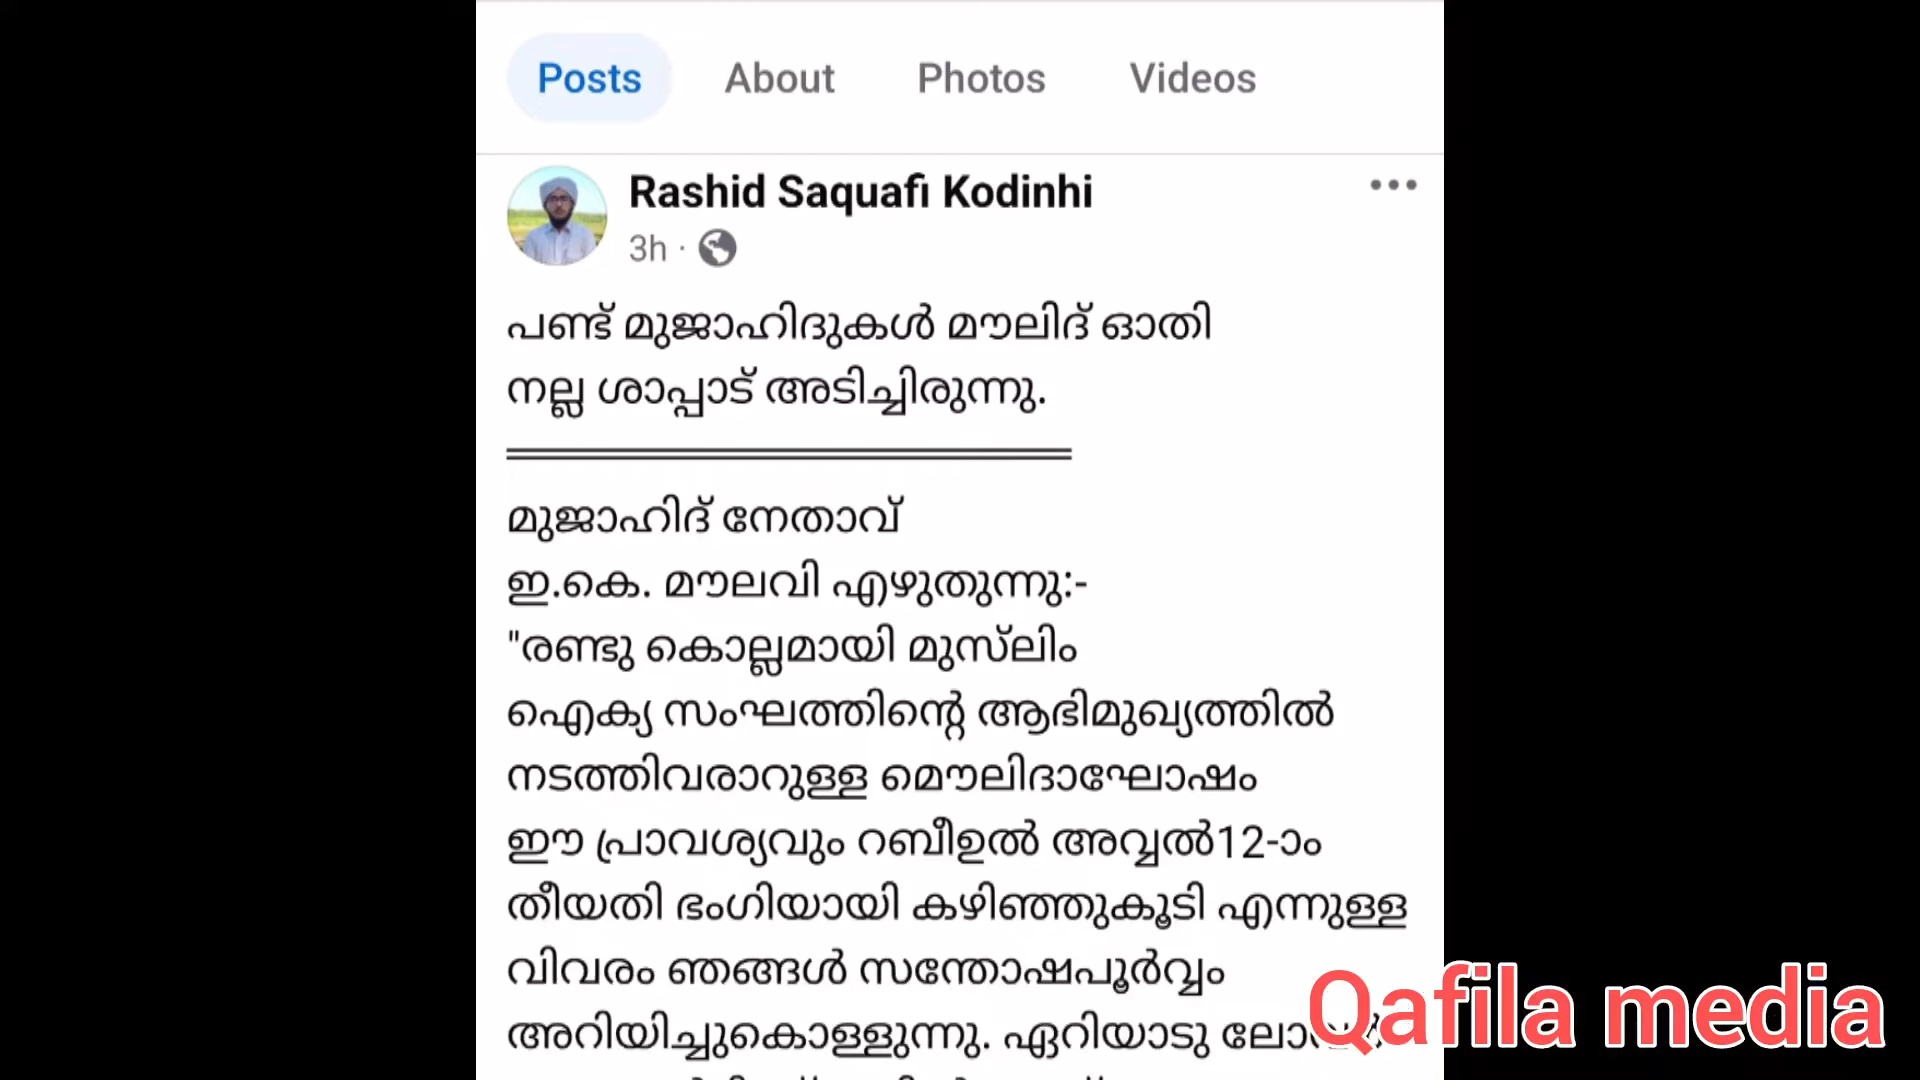 Posts About Photos Videos
Rashid Saquafi Kodinhi
3h ·
പണ്ട് മുജാഹിദുകൾ മൗലിദ് ഓതി
നല്ല ശാപ്പാട് അടിച്ചിരുന്നു.
മുജാഹിദ് നേതാവ്
ഇ.കെ. മൗലവി എഴുതുന്നു:-
"രണ്ടു കൊല്ലമായി മുസ്‌ലിം
ഐക്യ സംഘത്തിന്റെ ആഭിമുഖ്യത്തിൽ
നടത്തിവരാറുള്ള മൌലിദാഘോഷം
ഈ പ്രാവശ്യവും റബീഉൽ അവ്വൽ12-ാം
തീയതി ഭംഗിയായി കഴിഞ്ഞുകൂടി എന്നുള്ള
വിവരം ഞങ്ങൾ സന്തോഷപൂർവ്വം
അറിയിച്ചുകൊള്ളുന്നു. ഏറിയാടു
Qafila media